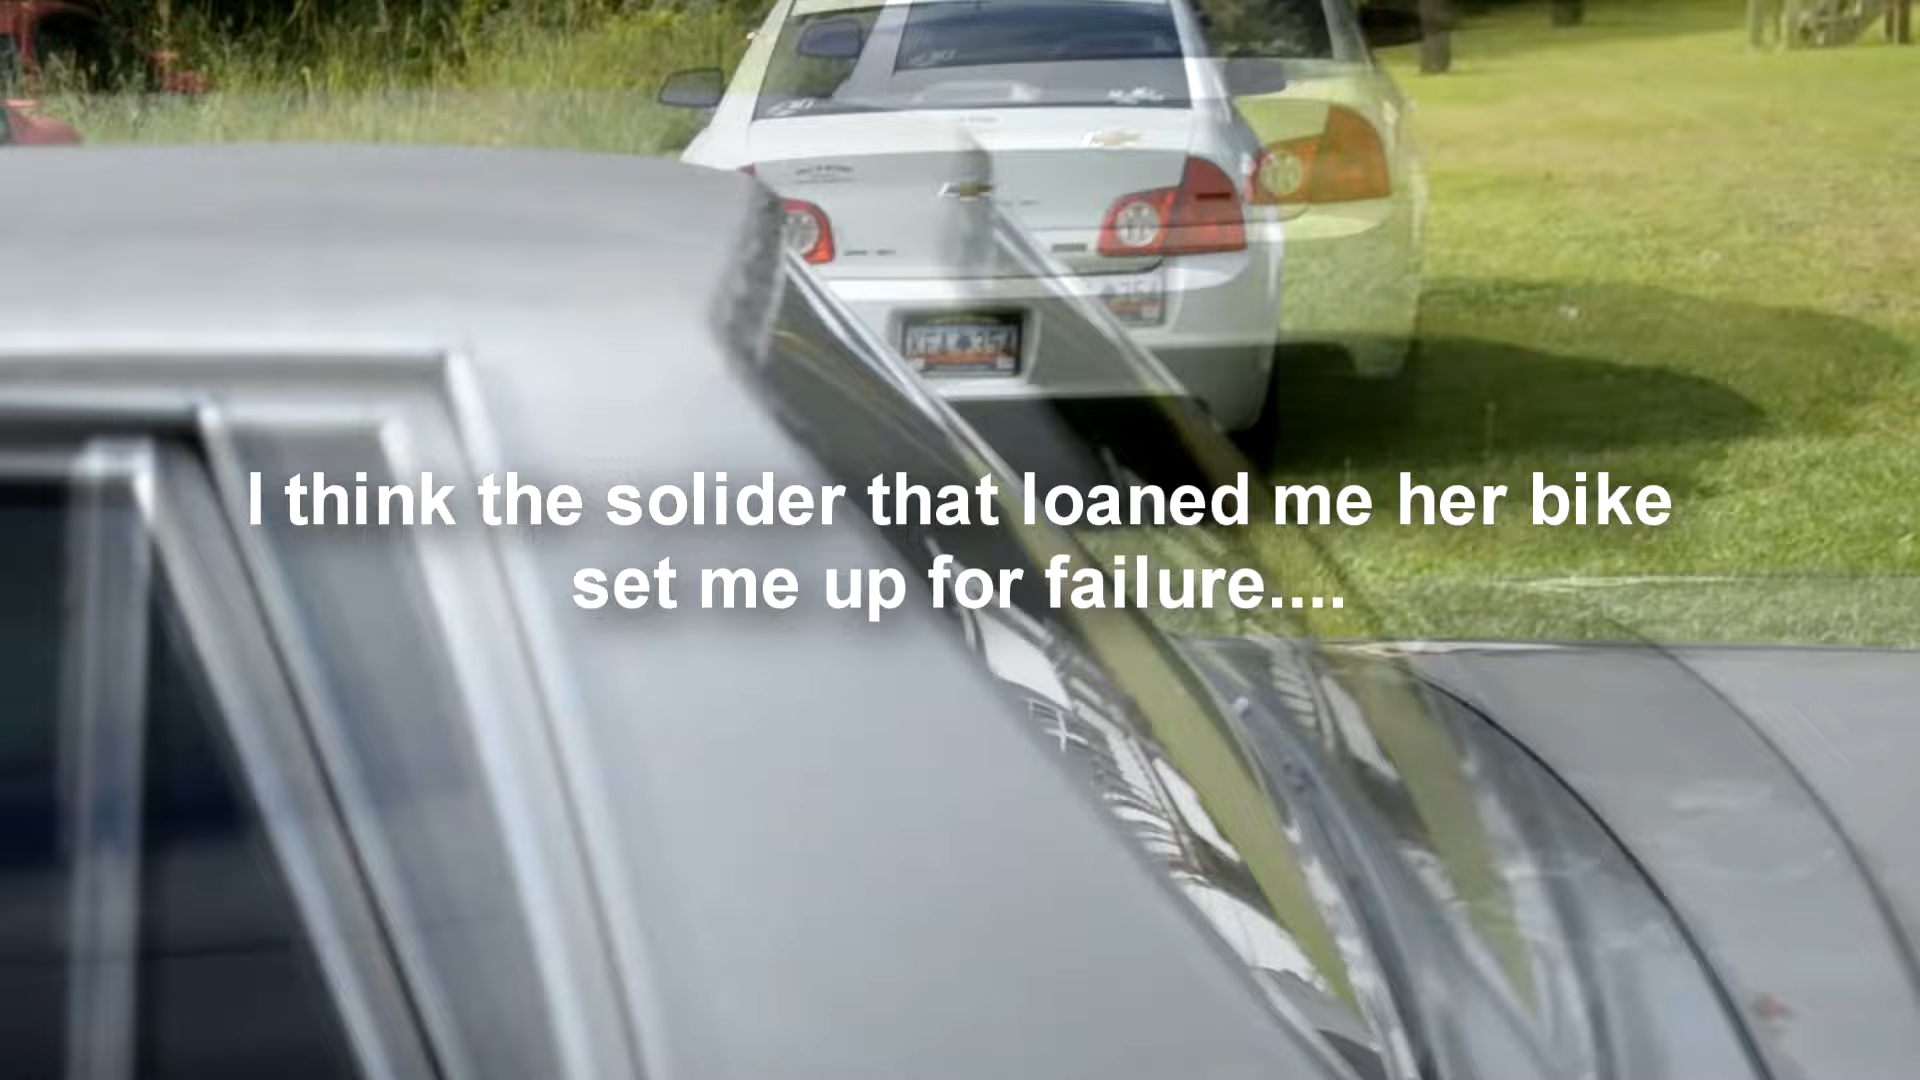 I think the solider that loaned me her bike
set me up for failure....